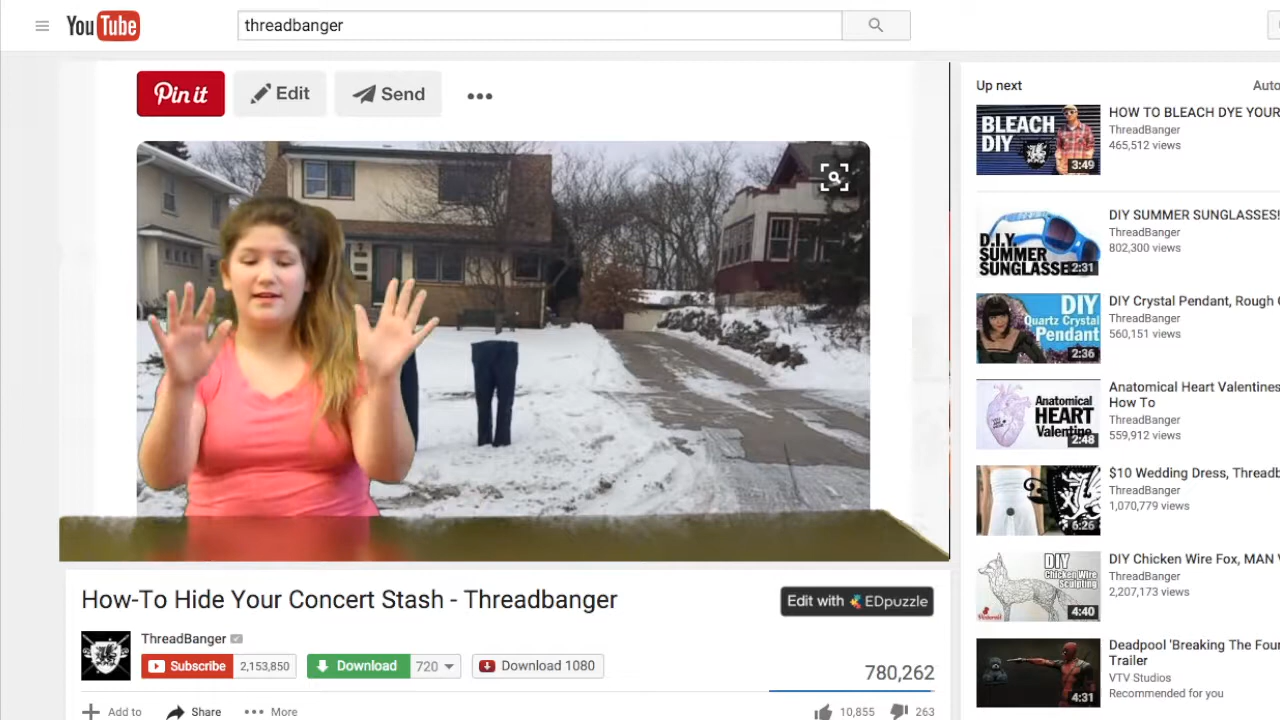 YouTube
threadbanger
Pin it
Edit
Send
Up next
Auto
BLEACH
DIY
3:49
HOW TO BLEACH DYE YOUR
ThreadBanger
465,512 views
D.I.Y.
SUMMER
SUNGLASSE
2:31
DIY SUMMER SUNGLASSES!
ThreadBanger
802,300 views
DIY
Quartz Crystal
Pendant
2:36
DIY Crystal Pendant, Rough C
ThreadBanger
560,151 views
Anatomical
HEART
Valentine
2:48
Anatomical Heart Valentines
How To
ThreadBanger
559,912 views
6:26
$10 Wedding Dress, Threadb
ThreadBanger
1,070,779 views
DIY
Chicken Wire
Sculpting
4:40
DIY Chicken Wire Fox, MAN
ThreadBanger
2,207,173 views
4:31
Deadpool 'Breaking The Four
Trailer
VTV Studios
Recommended for you
How-To Hide Your Concert Stash - Threadbanger
Edit with EDpuzzle
ThreadBanger
Subscribe 2,153,850
Download 720
Download 1080
780,262
Add to
Share
More
10,855
263